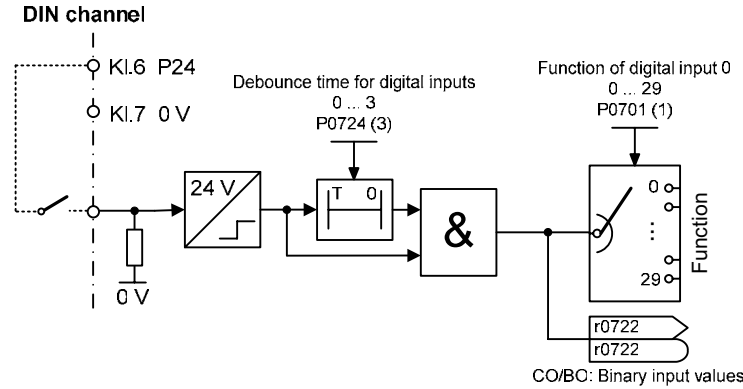 DIN channel
Kl.6 P24
Kl.7 0 V
Debounce time for digital inputs
0 ... 3
P0724 (3)
Function of digital input 0
0 ... 29
P0701 (1)
24 V
T 0
&
0
...
29
Function
0 V
r0722
r0722
CO/BO: Binary input values